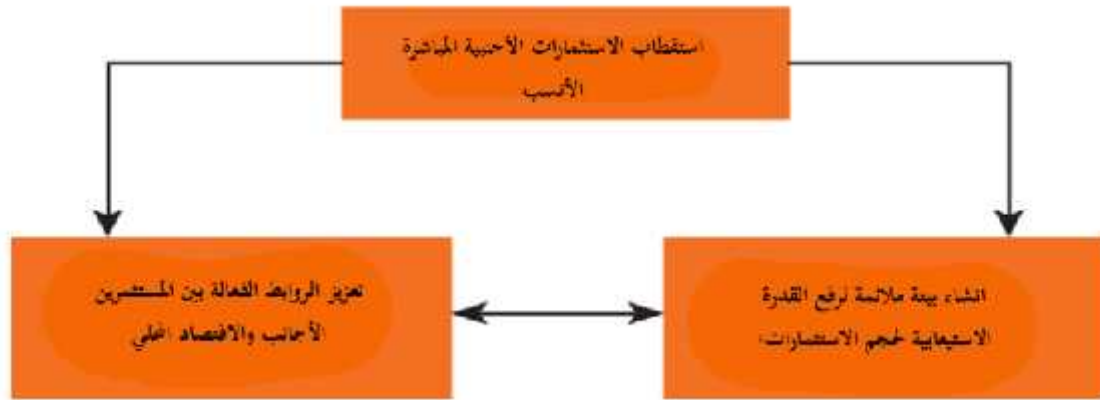 استقطاب الاستثمارات الأجنبية المباشرة
الأنسب
انشاء بيئة ملائمة لرفع القدرة
الاستيعابية لحجم الاستثمارات
تعزيز الروابط الفعالة بين المستثمرين
الأجانب والاقتصاد المحلي